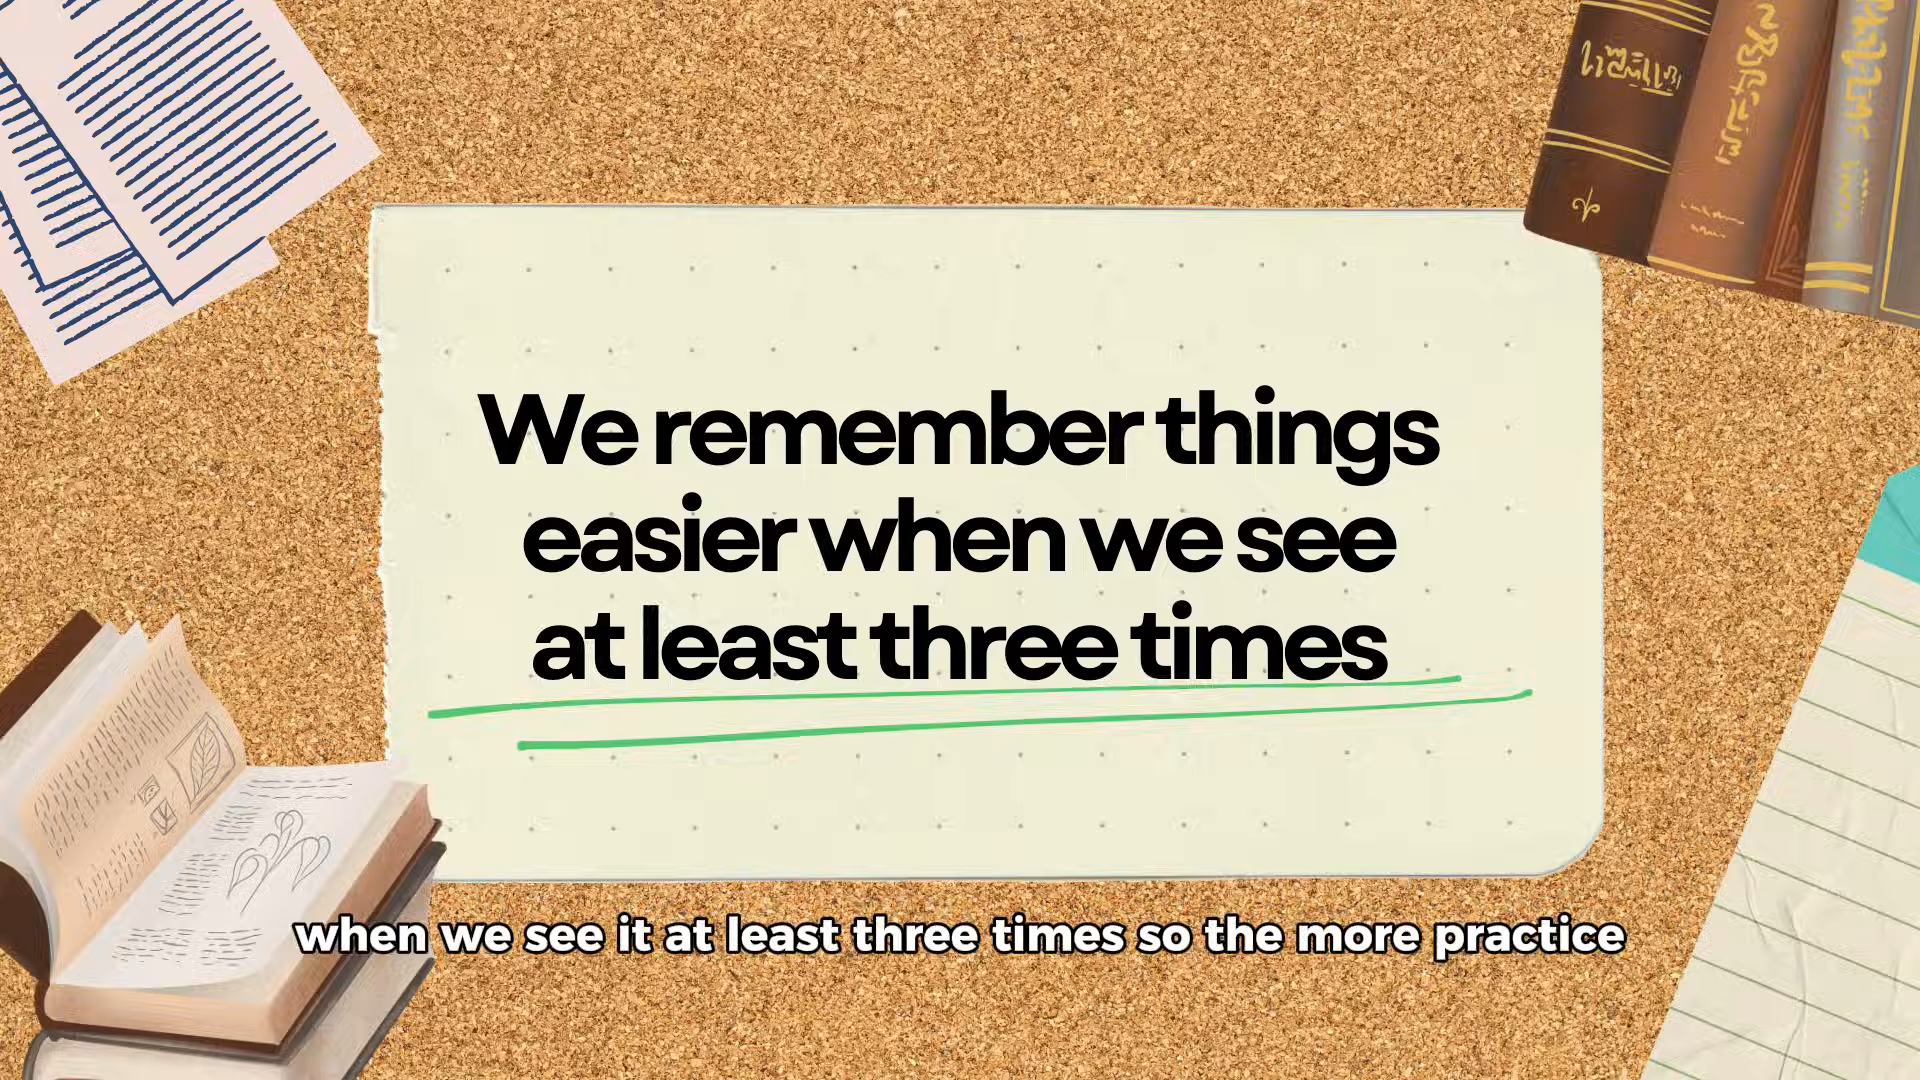 We remember things
easier when we see
at least three times
when we see it at least three times so the more practice